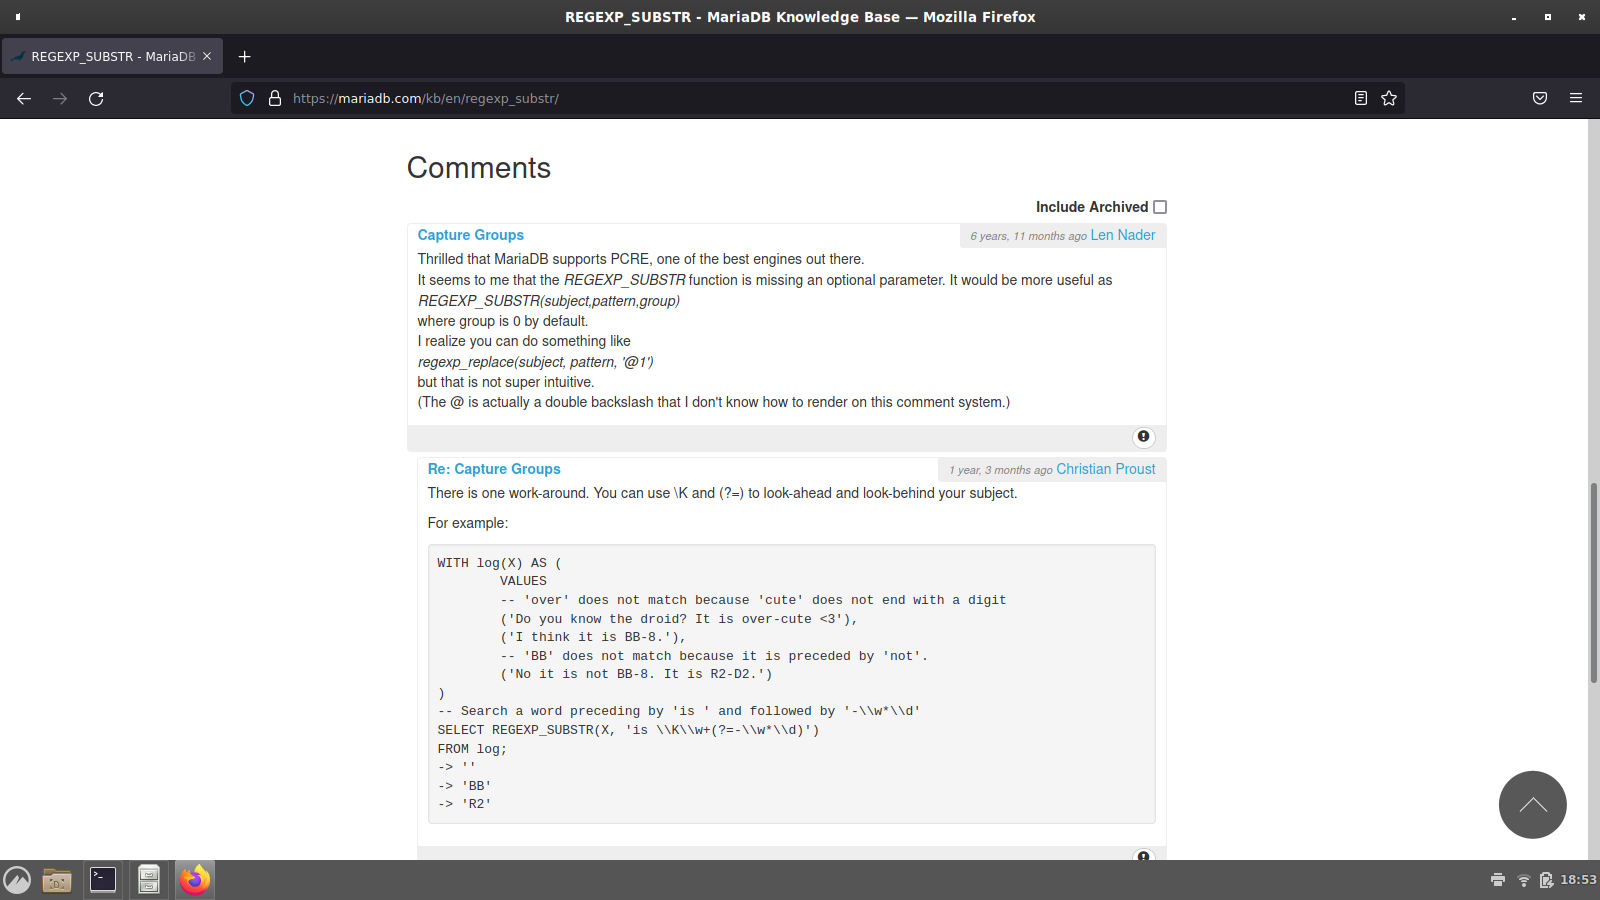 REGEXP_SUBSTR - MariaDB Knowledge Base — Mozilla Firefox
REGEXP_SUBSTR - MariaDB
https://mariadb.com/kb/en/regexp_substr/
Comments
Include Archived
Capture Groups
6 years, 11 months ago Len Nader
Thrilled that MariaDB supports PCRE, one of the best engines out there.
It seems to me that the REGEXP_SUBSTR function is missing an optional parameter. It would be more useful as
REGEXP_SUBSTR(subject,pattern,group)
where group is 0 by default.
I realize you can do something like
regexp_replace(subject, pattern, '@1')
but that is not super intuitive.
(The @ is actually a double backslash that I don't know how to render on this comment system.)
Re: Capture Groups
1 year, 3 months ago Christian Proust
There is one work-around. You can use \K and (?=) to look-ahead and look-behind your subject.
For example:
WITH log(X) AS (
VALUES
-- 'over' does not match because 'cute' does not end with a digit
('Do you know the droid? It is over-cute <3'),
('I think it is BB-8.'),
-- 'BB' does not match because it is preceded by 'not'.
('No it is not BB-8. It is R2-D2.')
)
-- Search a word preceding by 'is ' and followed by '-\\w*\\d'
SELECT REGEXP_SUBSTR(X, 'is \\K\\w+(?=-\\w*\\d)')
FROM log;
-> ''
-> 'BB'
-> 'R2'
18:53